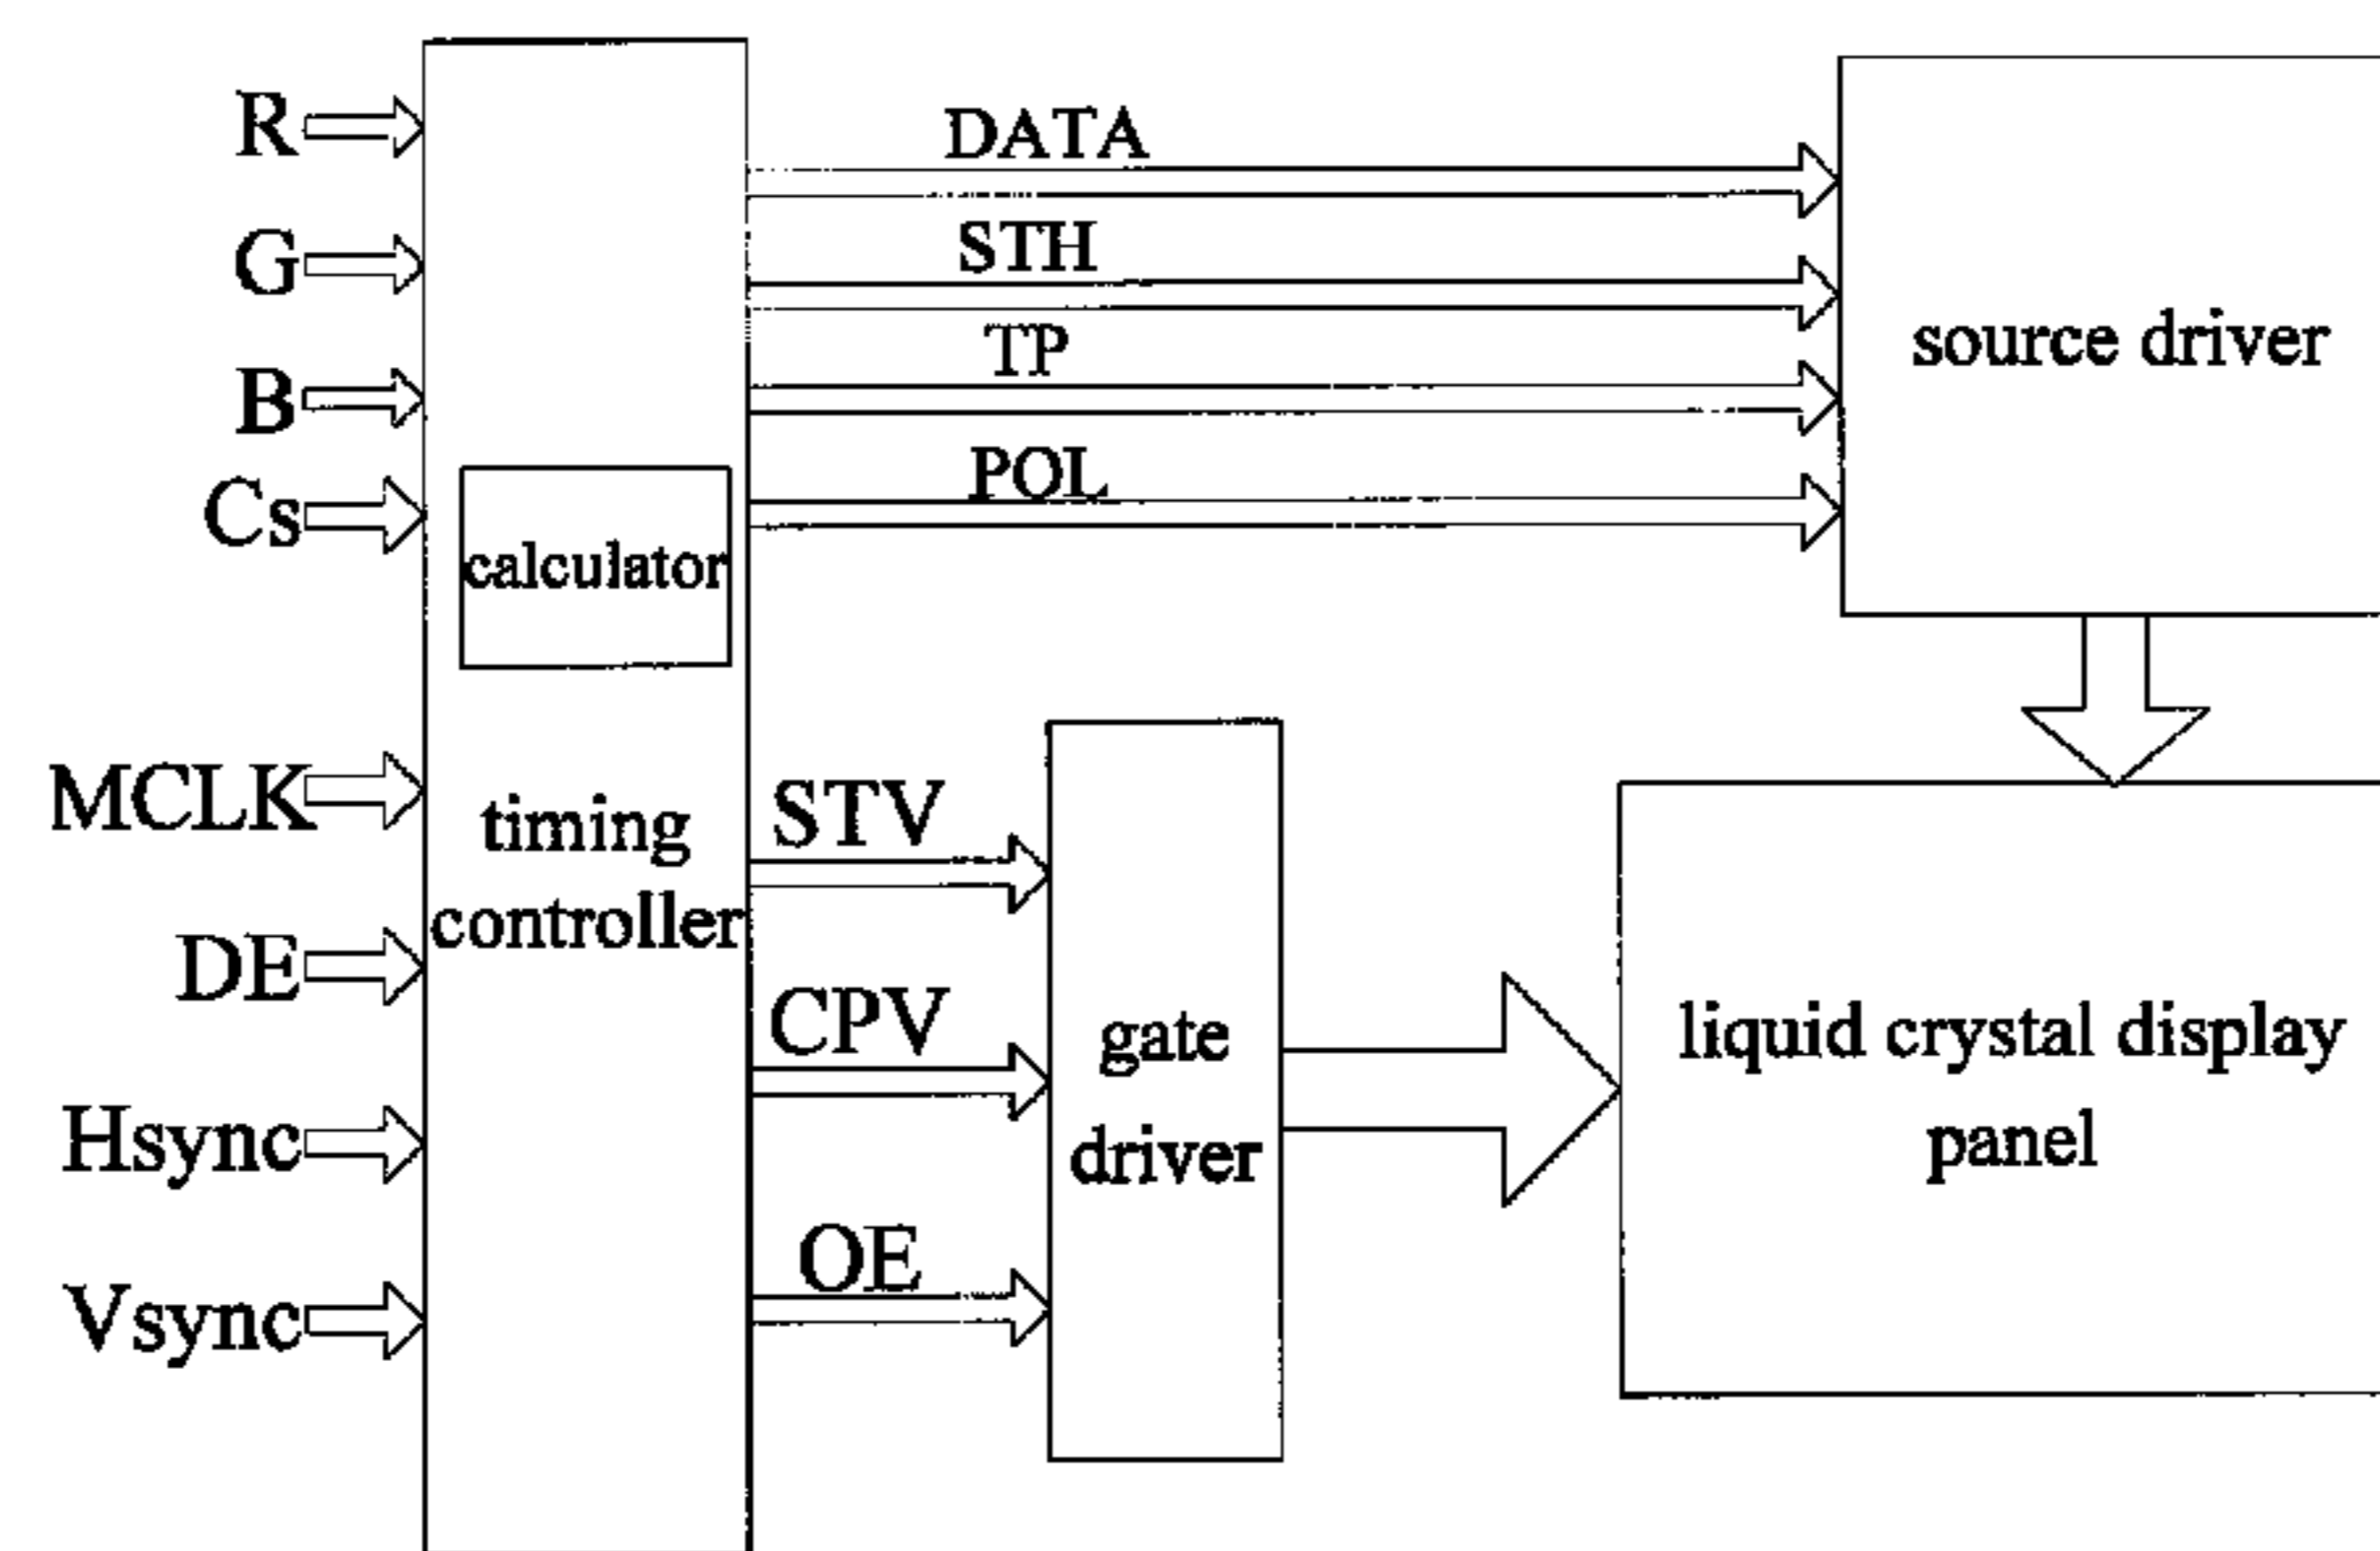 R
G
B
Cs
MCLK
DE
Hsync
Vsync
calculator
timing
controller
DATA
STH
TP
POL
STV
CPV
OE
source driver
gate
driver
liquid crystal display
panel